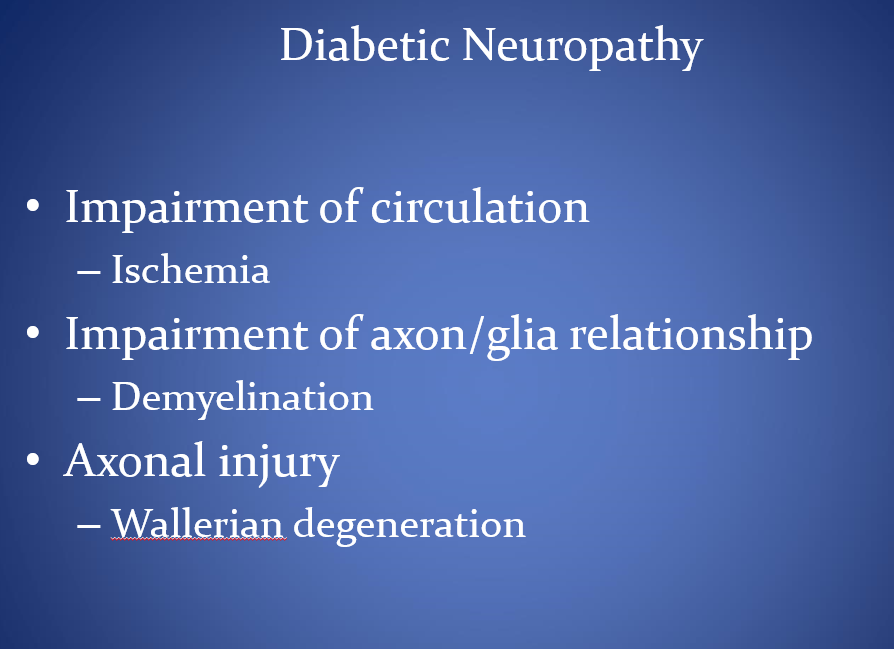 Diabetic Neuropathy
• Impairment of circulation
– Ischemia
• Impairment of axon/glia relationship
– Demyelination
• Axonal injury
– Wallerian degeneration